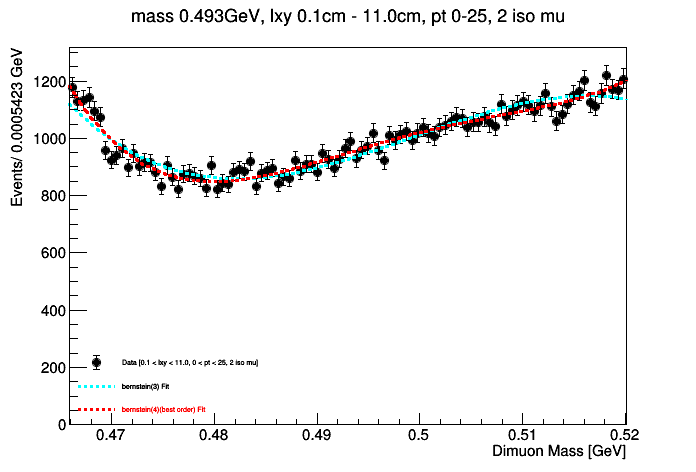 mass 0.493GeV, lxy 0.1cm - 11.0cm, pt 0-25, 2 iso mu
Events/ 0.0005423 GeV
1200
1000
800
600
400
200
0
Data [0.1 < lxy < 11.0, 0 < pt < 25, 2 iso mu]
bernstein(3) Fit
bernstein(4)(best order) Fit
0.47 0.48 0.49 0.5 0.51 0.52
Dimuon Mass [GeV]